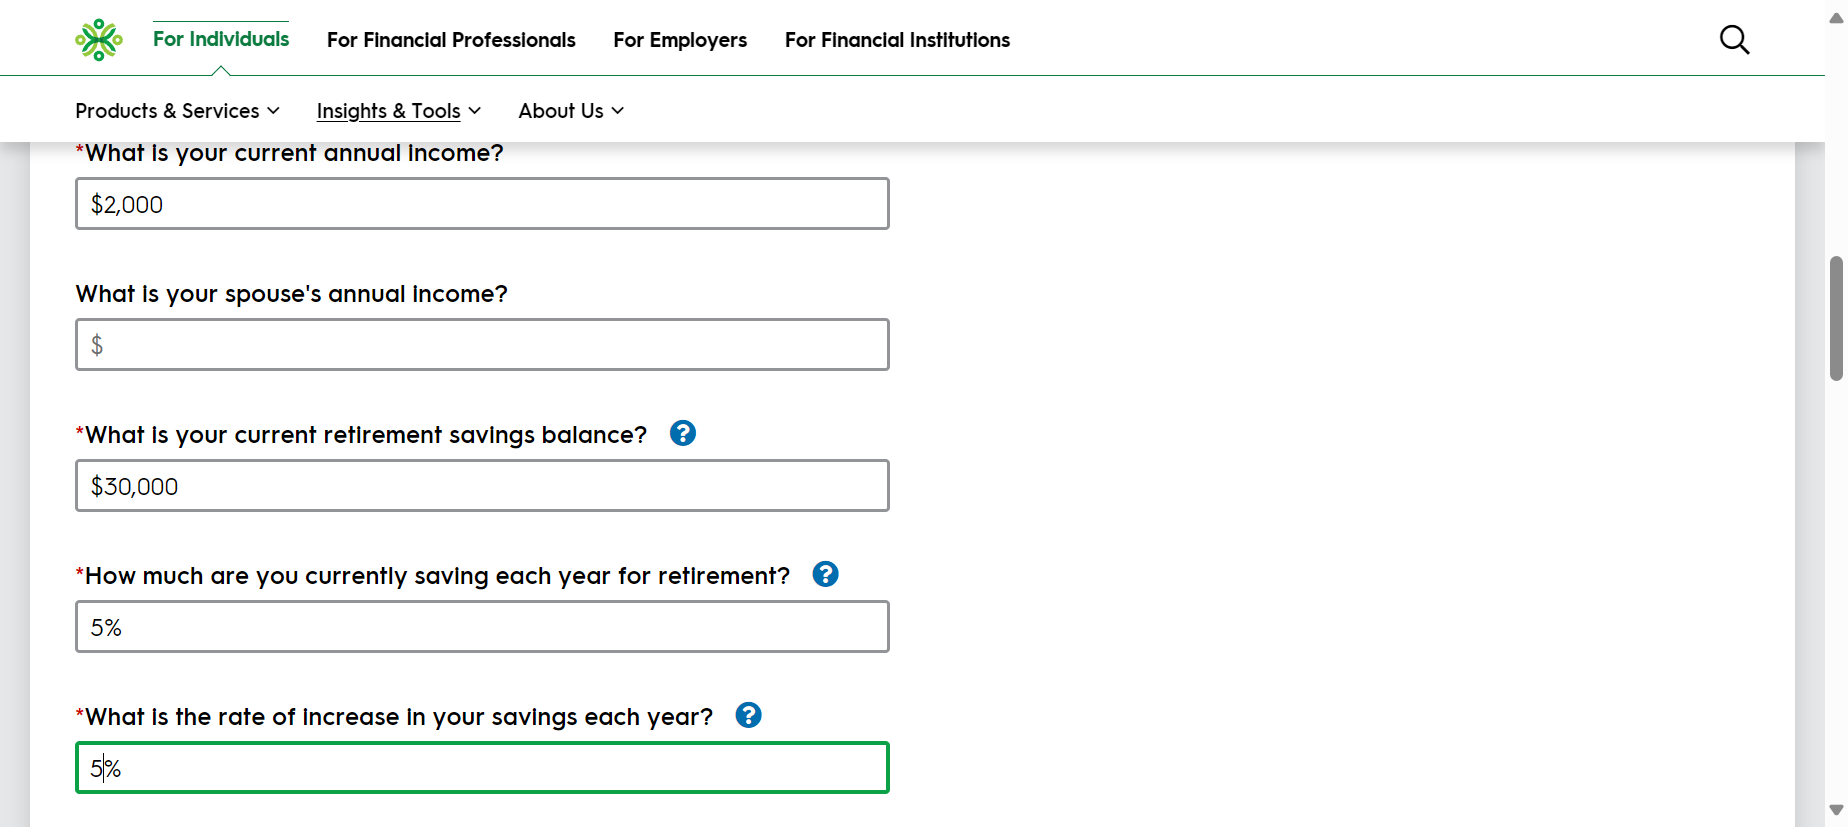 For Individuals For Financial Professionals For Employers For Financial Institutions
Products & Services Insights & Tools About Us
*What is your current annual income?
$2,000
What is your spouse's annual income?
$
*What is your current retirement savings balance? ?
$30,000
*How much are you currently saving each year for retirement? ?
5%
*What is the rate of increase in your savings each year? ?
5%